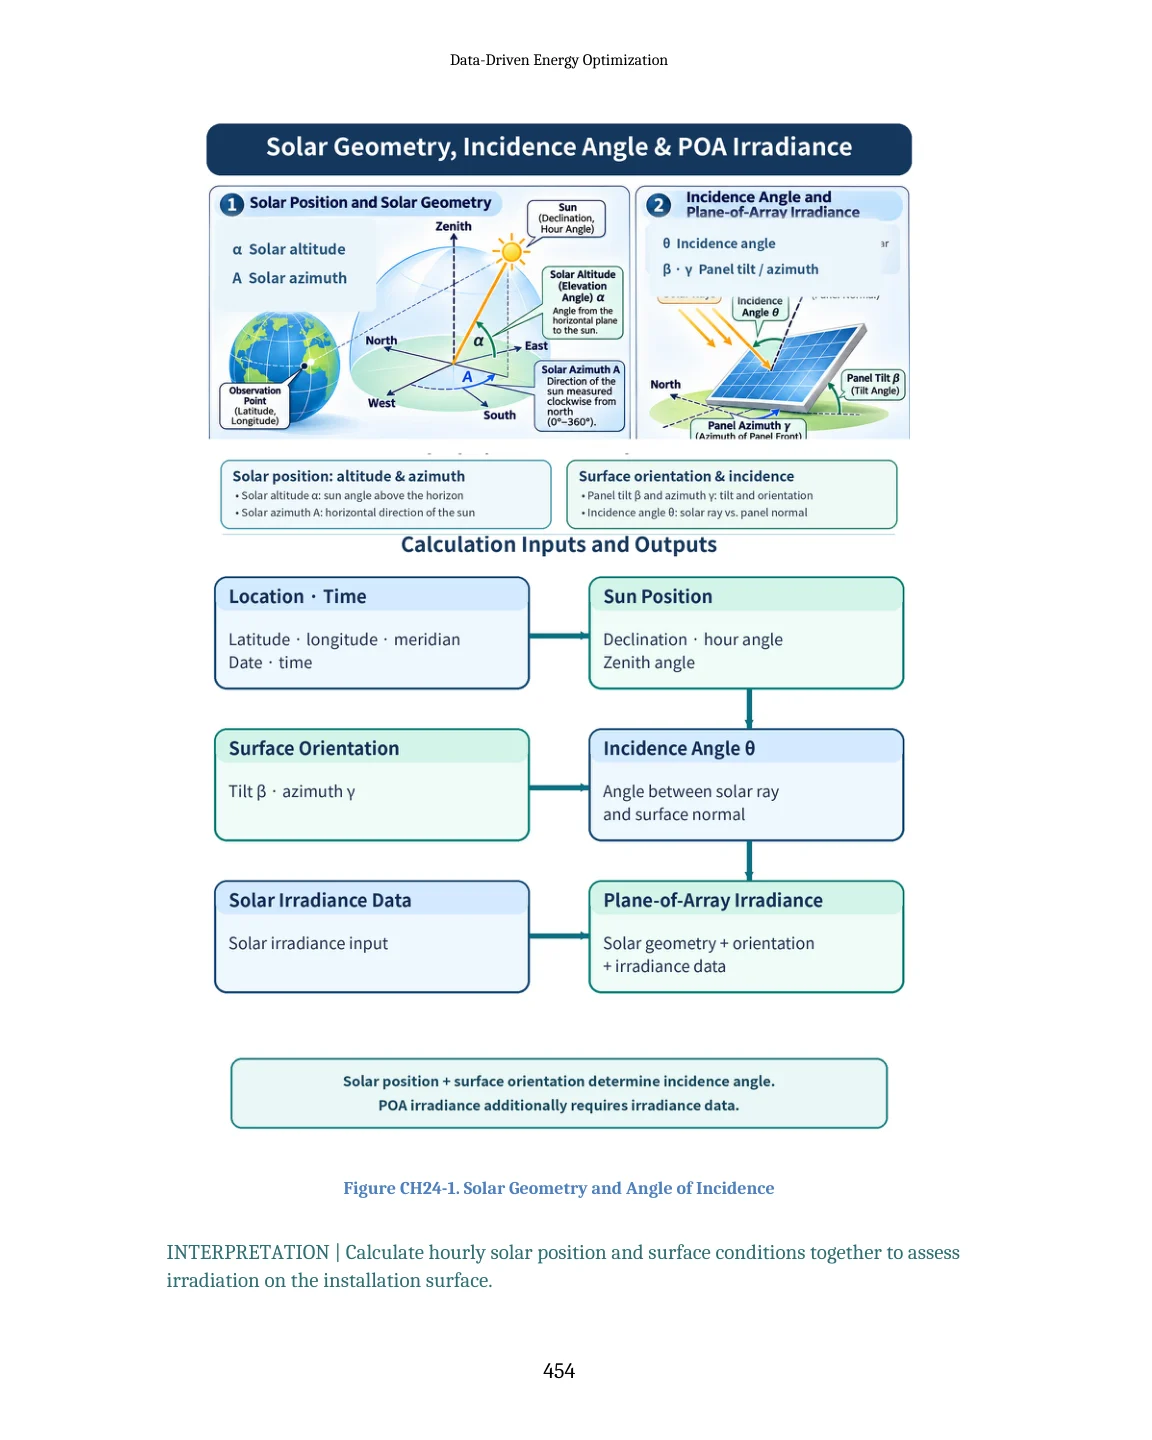 Data-Driven Energy Optimization
Solar Geometry, Incidence Angle & POA Irradiance
1 Solar Position and Solar Geometry
α Solar altitude
A Solar azimuth
Zenith
Sun
(Declination,
Hour Angle)
Solar Altitude
(Elevation
Angle) α
Angle from the
horizontal plane
to the sun.
North
East
α
A
West
South
Solar Azimuth A
Direction of the
sun measured
clockwise from
north
(0°–360°).
Observation
Point
(Latitude,
Longitude)
2 Incidence Angle and
Plane-of-Array Irradiance
θ Incidence angle
β · γ Panel tilt / azimuth
Incidence
Angle θ
North
Panel Tilt β
(Tilt Angle)
Panel Azimuth γ
(Azimuth of Panel Front)
Solar position: altitude & azimuth
• Solar altitude α: sun angle above the horizon
• Solar azimuth A: horizontal direction of the sun
Surface orientation & incidence
• Panel tilt β and azimuth γ: tilt and orientation
• Incidence angle θ: solar ray vs. panel normal
Calculation Inputs and Outputs
Location · Time
Latitude · longitude · meridian
Date · time
Sun Position
Declination · hour angle
Zenith angle
Surface Orientation
Tilt β · azimuth γ
Incidence Angle θ
Angle between solar ray
and surface normal
Solar Irradiance Data
Solar irradiance input
Plane-of-Array Irradiance
Solar geometry + orientation
+ irradiance data
Solar position + surface orientation determine incidence angle.
POA irradiance additionally requires irradiance data.
Figure CH24-1. Solar Geometry and Angle of Incidence
INTERPRETATION | Calculate hourly solar position and surface conditions together to assess
irradiation on the installation surface.
454